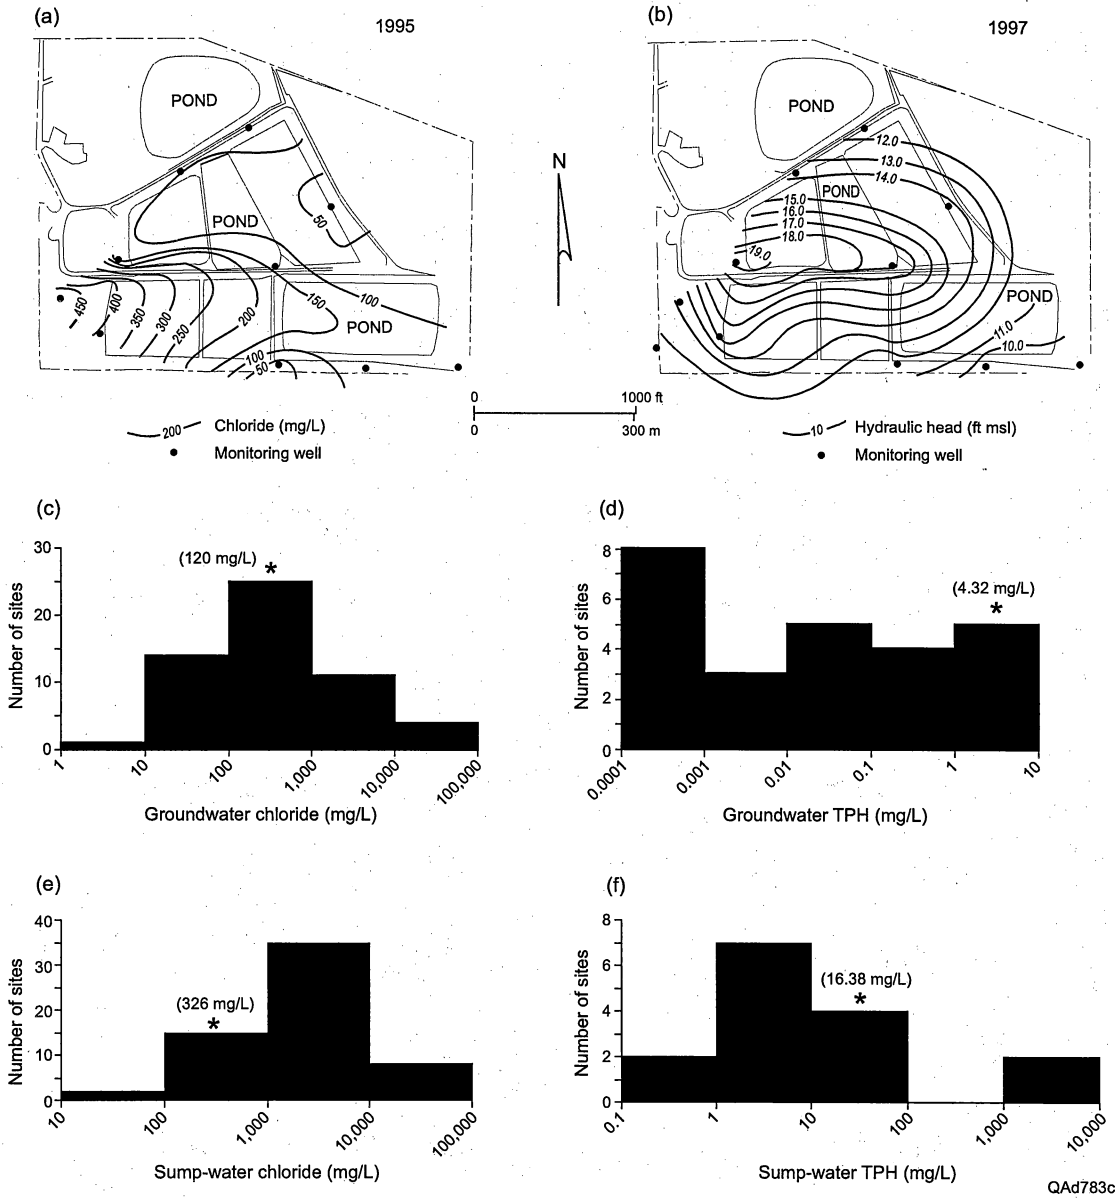 (a)
1995
POND
POND
50
150
100
450
400
350
300
250
200
POND
100
50
(b)
1997
POND
12.0
13.0
14.0
POND
15.0
16.0
17.0
18.0
19.0
POND
11.0
10.0
N
0 1000 ft
0 300 m
200 Chloride (mg/L)
Monitoring well
10 Hydraulic head (ft msl)
Monitoring well
(c)
Number of sites
30
20
10
0
(120 mg/L)
*
1 10 100 1,000 10,000 100,000
Groundwater chloride (mg/L)
(d)
Number of sites
8
6
4
2
0
(4.32 mg/L)
*
0.0001 0.001 0.01 0.1 1 10
Groundwater TPH (mg/L)
(e)
Number of sites
40
30
20
10
0
(326 mg/L)
*
10 100 1,000 10,000 100,000
Sump-water chloride (mg/L)
(f)
Number of sites
8
6
4
2
0
(16.38 mg/L)
*
0.1 1 10 100 1,000 10,000
Sump-water TPH (mg/L)
QAd783c